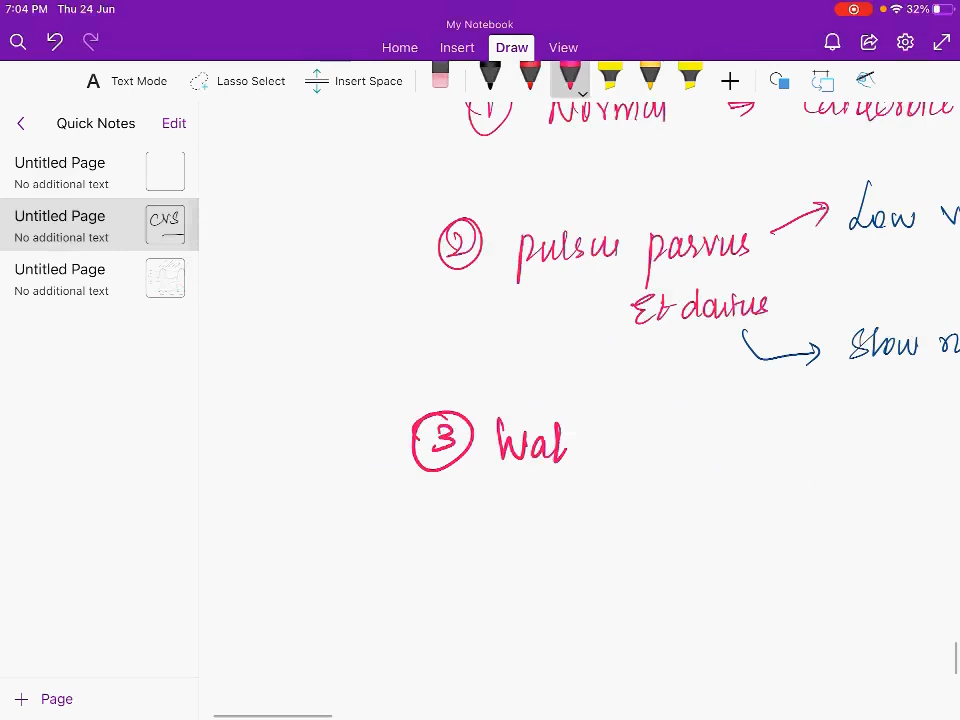 7:04 PM Thu 24 Jun 32%
My Notebook
Home Insert Draw View
Text Mode Lasso Select Insert Space
Quick Notes Edit
Untitled Page
No additional text
Untitled Page
No additional text
CNS
Untitled Page
No additional text
Page
① Normal →
② Pulsus parvus → Low
Et
→ Slow
③ Wal